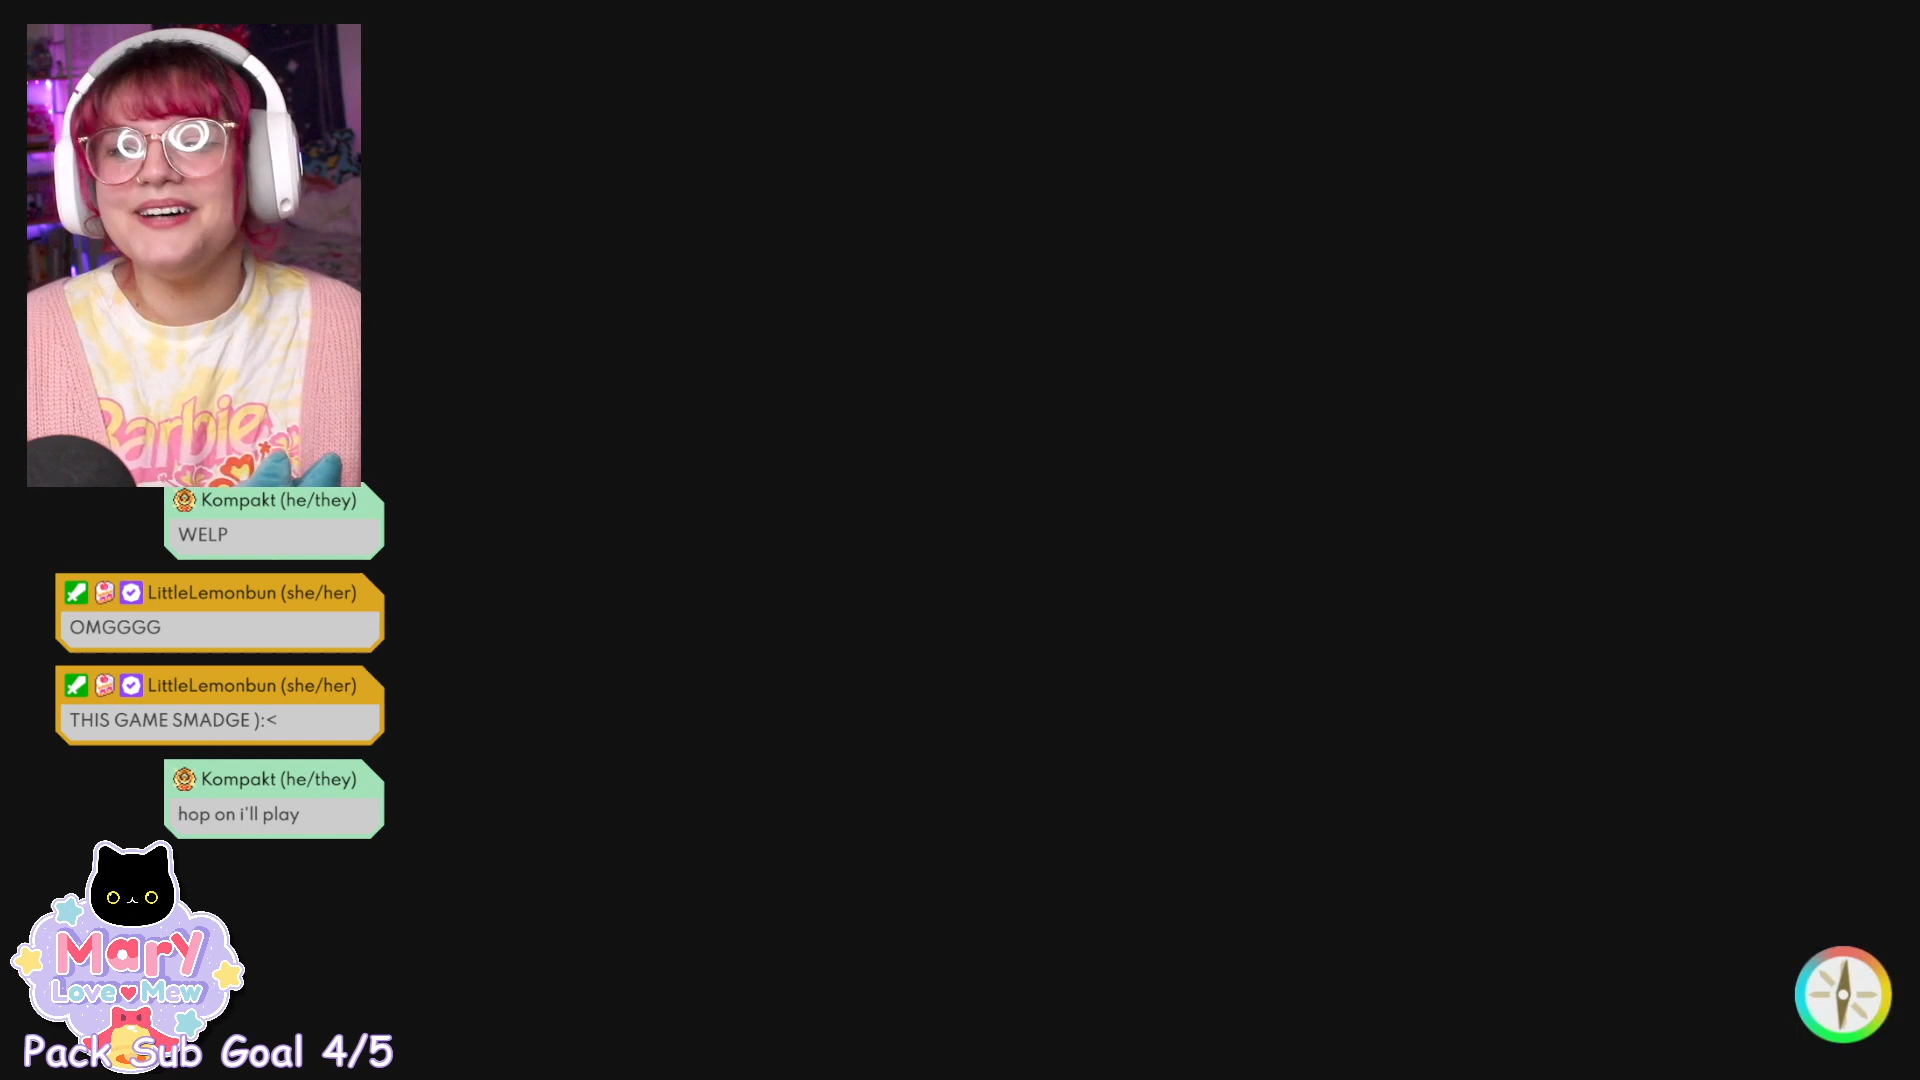 Barbie
Kompakt (he/they)
WELP
LittleLemonbun (she/her)
OMGGGG
LittleLemonbun (she/her)
THIS GAME SMADGE ):<
Kompakt (he/they)
hop on i'll play
Mary
Love Mew
Pack Sub Goal 4/5